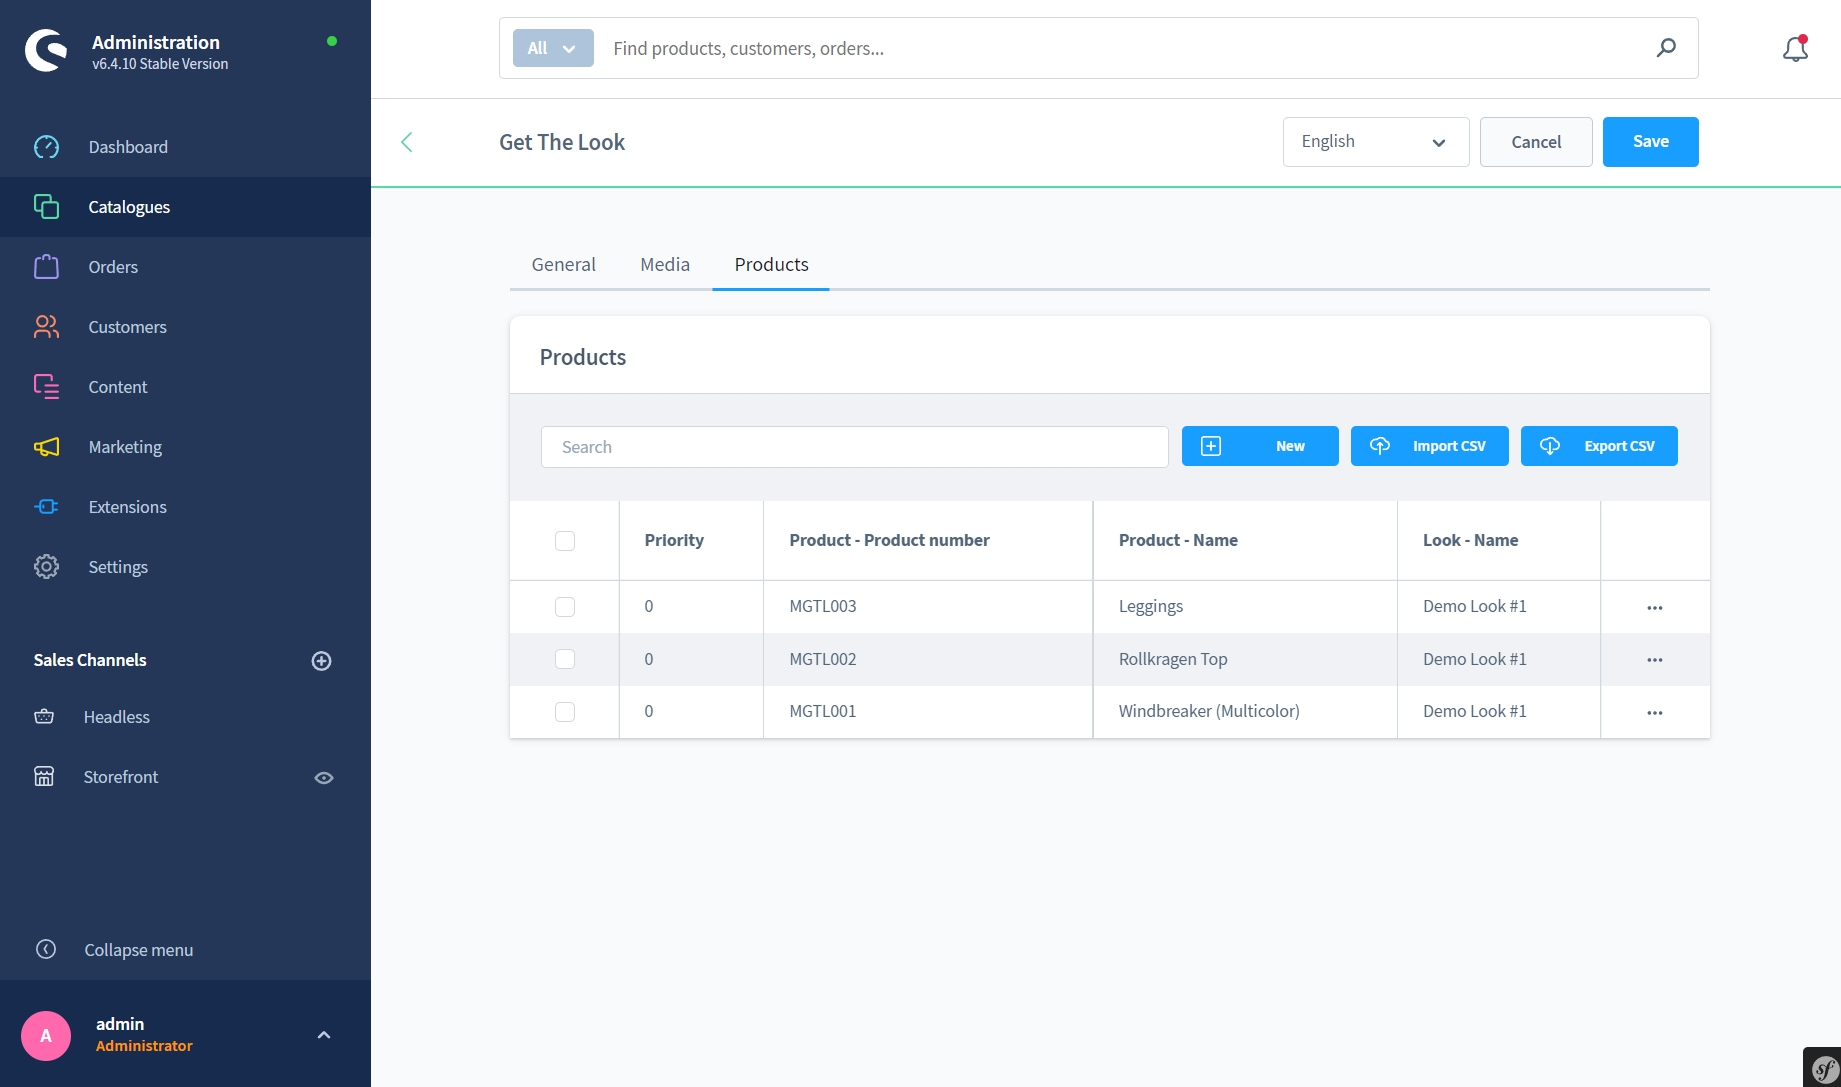 Administration
v6.4.10 Stable Version
Dashboard
Catalogues
Orders
Customers
Content
Marketing
Extensions
Settings
Sales Channels
Headless
Storefront
Collapse menu
A
admin
Administrator
All
Find products, customers, orders...
Get The Look
English
Cancel
Save
General Media Products
Products
Search
New
Import CSV
Export CSV
Priority Product - Product number Product - Name Look - Name
0 MGTL003 Leggings Demo Look #1 ...
0 MGTL002 Rollkragen Top Demo Look #1 ...
0 MGTL001 Windbreaker (Multicolor) Demo Look #1 ...
sf